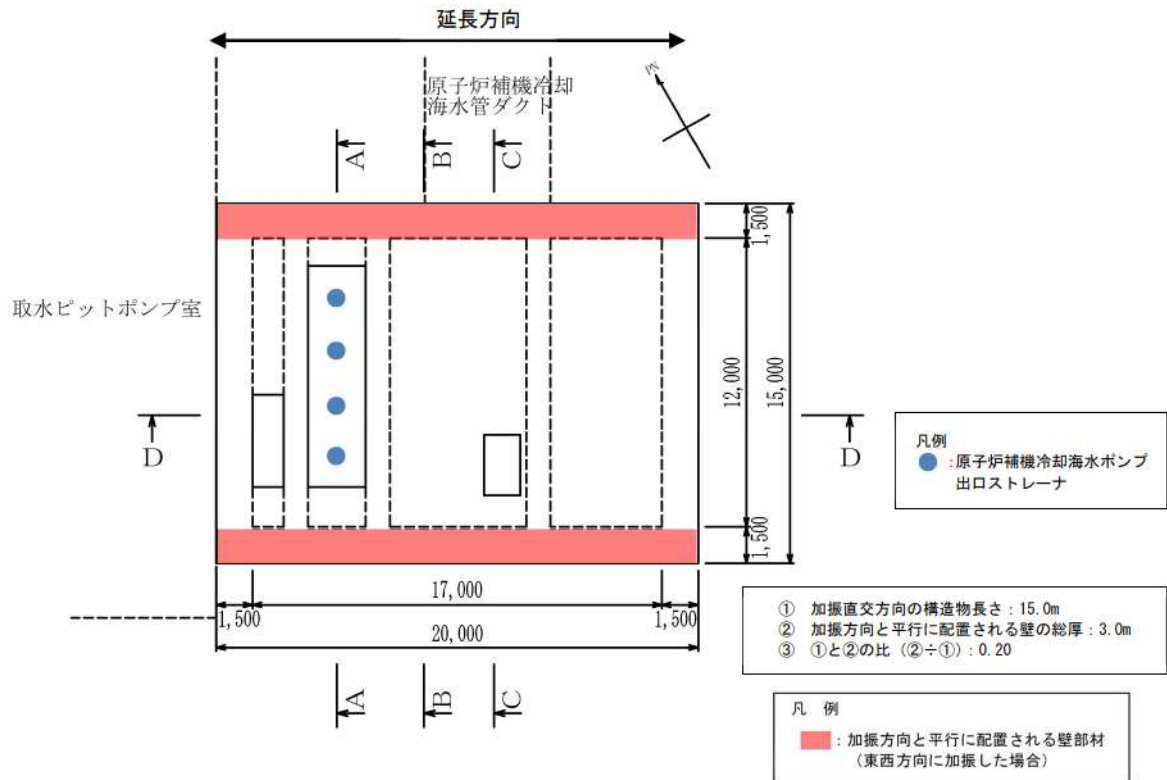 延長方向
原子炉補機冷却
海水管ダクト
PN
A
B
C
1,500
取水ピットポンプ室
12,000
15,000
D
D
凡例
:原子炉補機冷却海水ポンプ
出口ストレーナ
1,500
17,000
1,500
1,500
20,000
① 加振直交方向の構造物長さ:15.0m
② 加振方向と平行に配置される壁の総厚:3.0m
③ ①と②の比(②÷①):0.20
A
B
C
凡 例
:加振方向と平行に配置される壁部材
(東西方向に加振した場合)